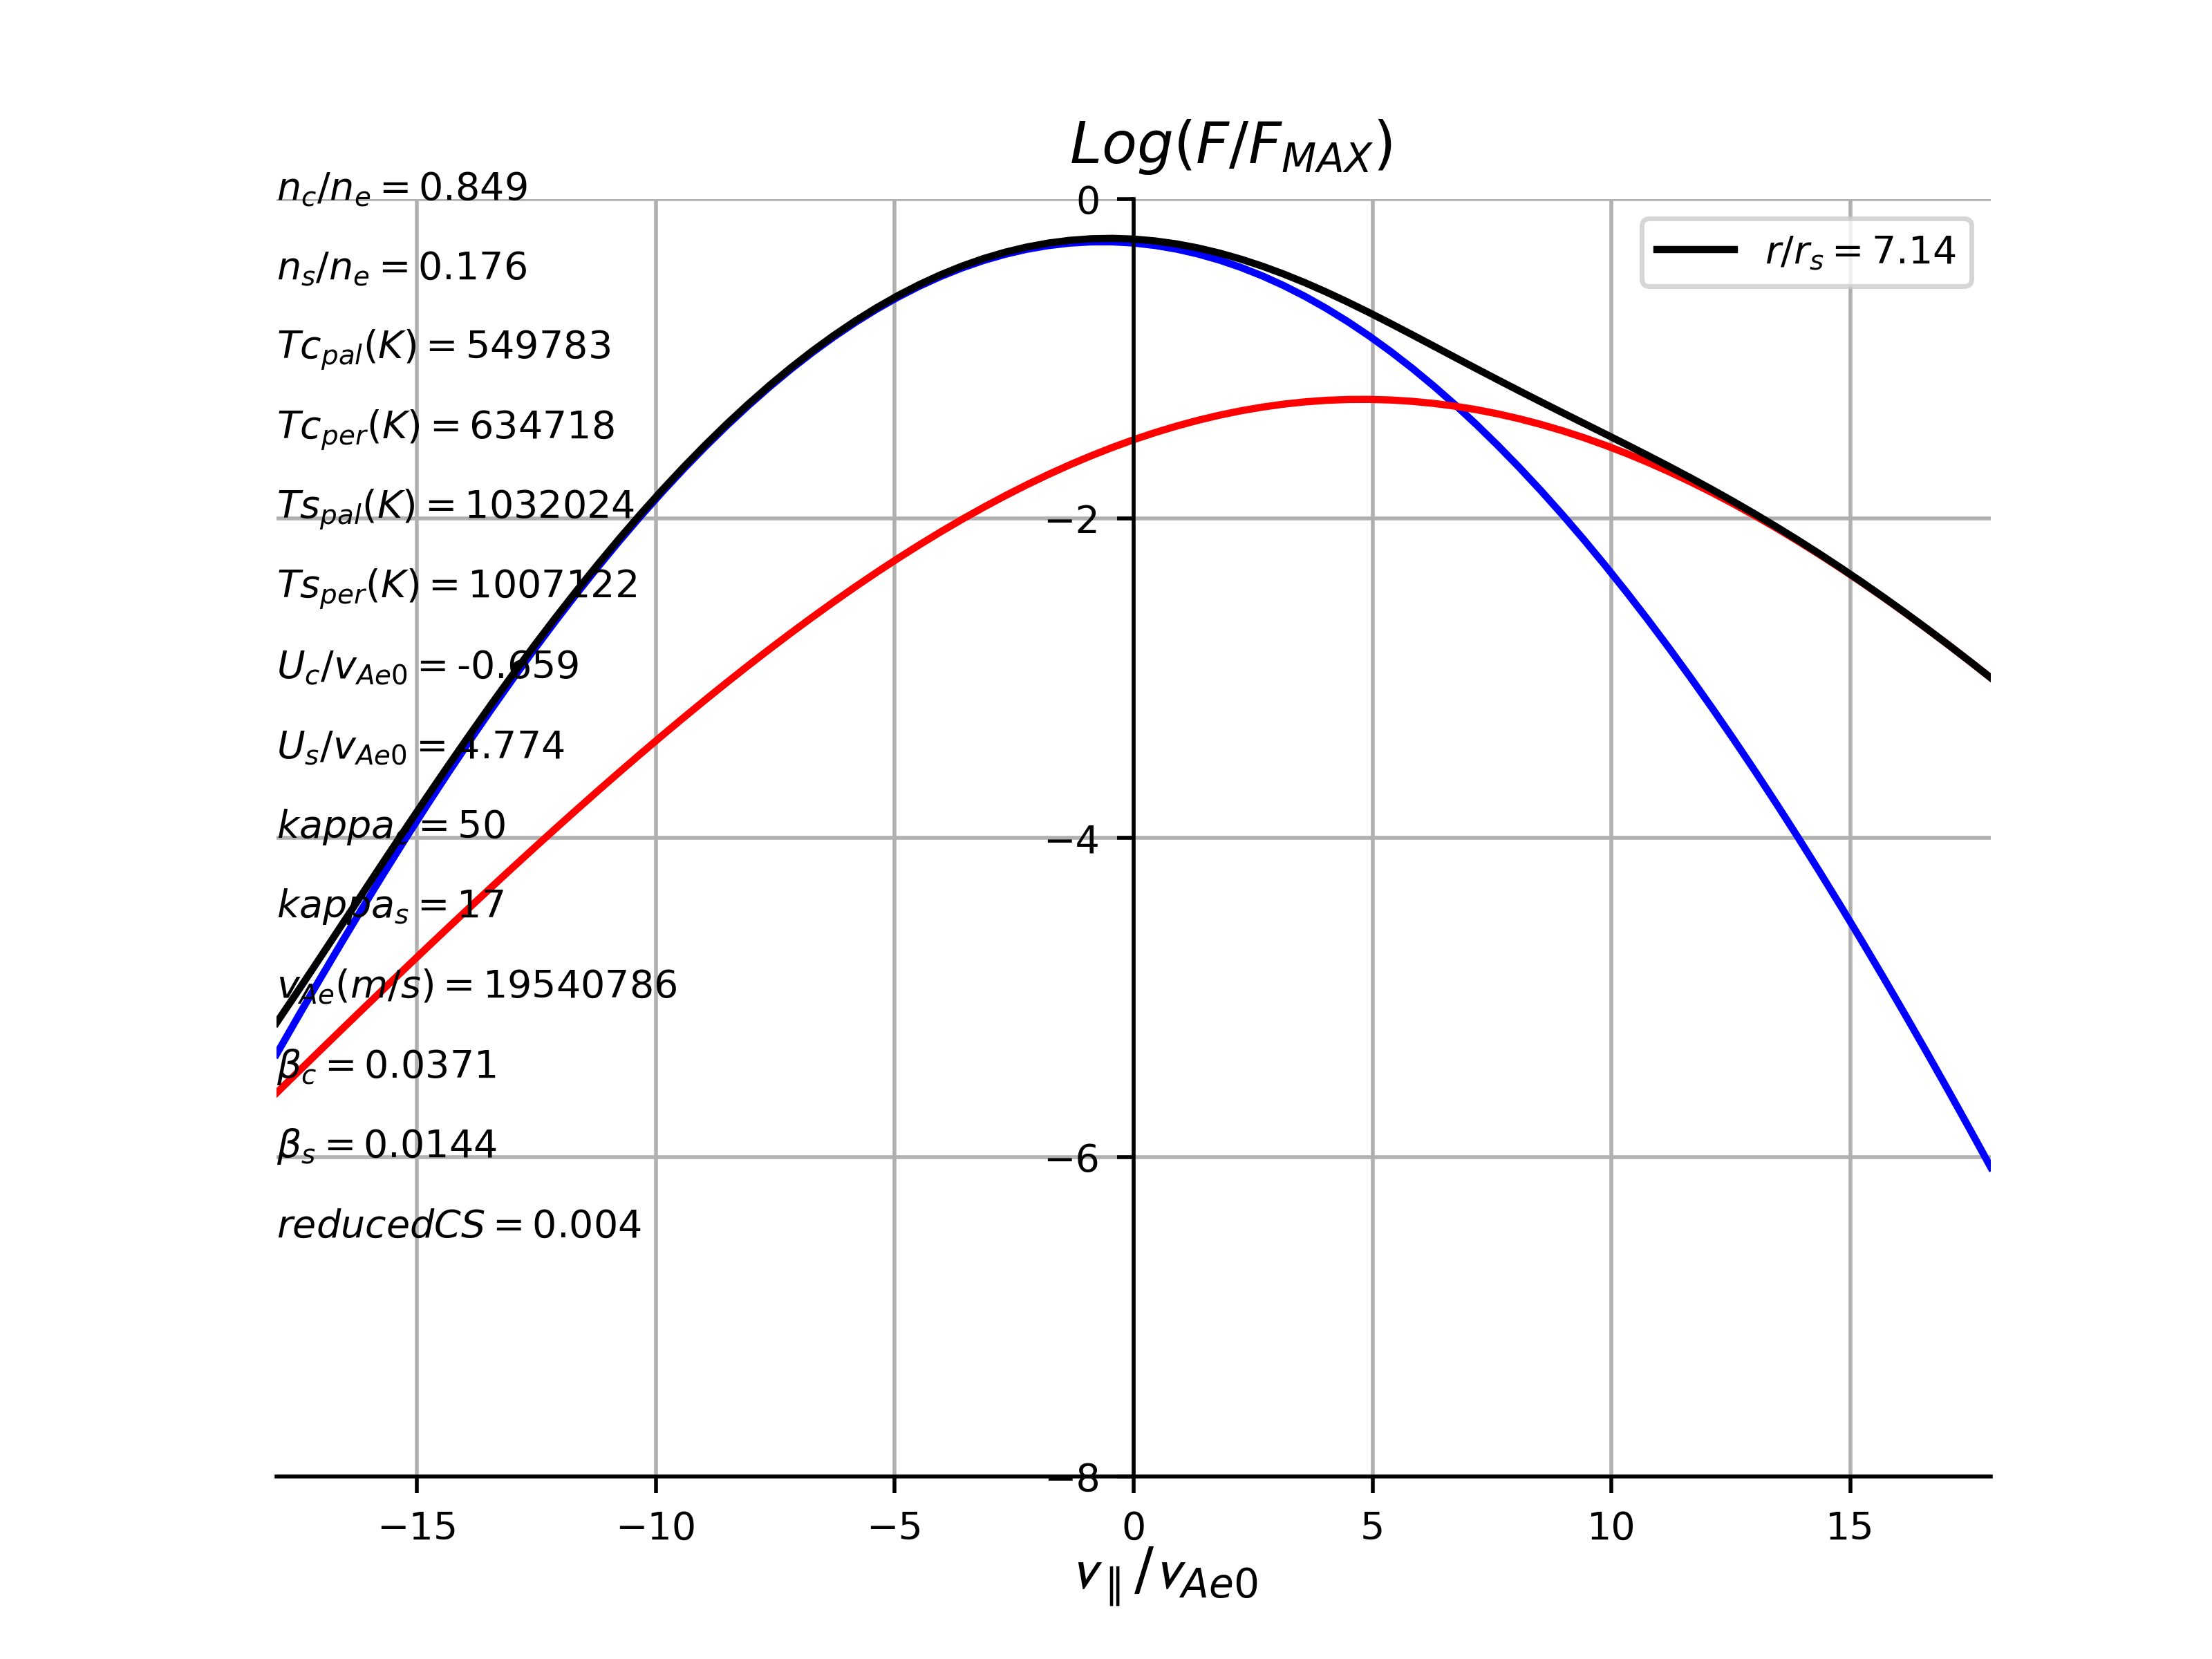 Log(F/F_MAX)
n_c/n_e = 0.849
n_s/n_e = 0.176
Tc_pal(K) = 549783
Tc_per(K) = 634718
Ts_pal(K) = 1032024
Ts_per(K) = 1007122
U_c/v_Ae0 = -0.659
U_s/v_Ae0 = 4.774
kappa_c = 50
kappa_s = 17
v_Ae(m/s) = 19540786
β_c = 0.0371
β_s = 0.0144
reducedCS = 0.004
r/r_s = 7.14
0
−2
−4
−6
−8
−15 −10 −5 0 5 10 15
v_∥/v_Ae0